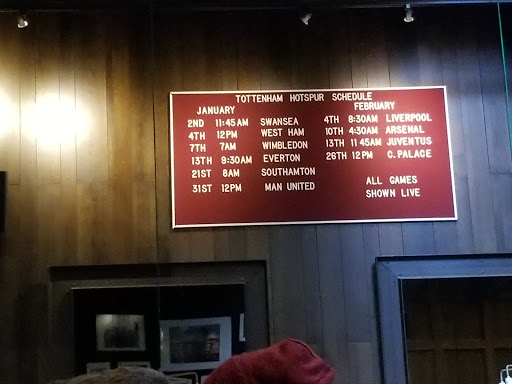 TOTTENHAM HOTSPUR SCHEDULE
JANUARY
2ND 11:45AM SWANSEA
4TH 12PM WEST HAM
7TH 7AM WIMBLEDON
13TH 9:30AM EVERTON
21ST 8AM SOUTHAMTON
31ST 12PM MAN UNITED
FEBRUARY
4TH 8:30AM LIVERPOOL
10TH 4:30AM ARSENAL
13TH 11 45AM JUVENTUS
26TH 12 PM C. PALACE
ALL GAMES
SHOWN LIVE